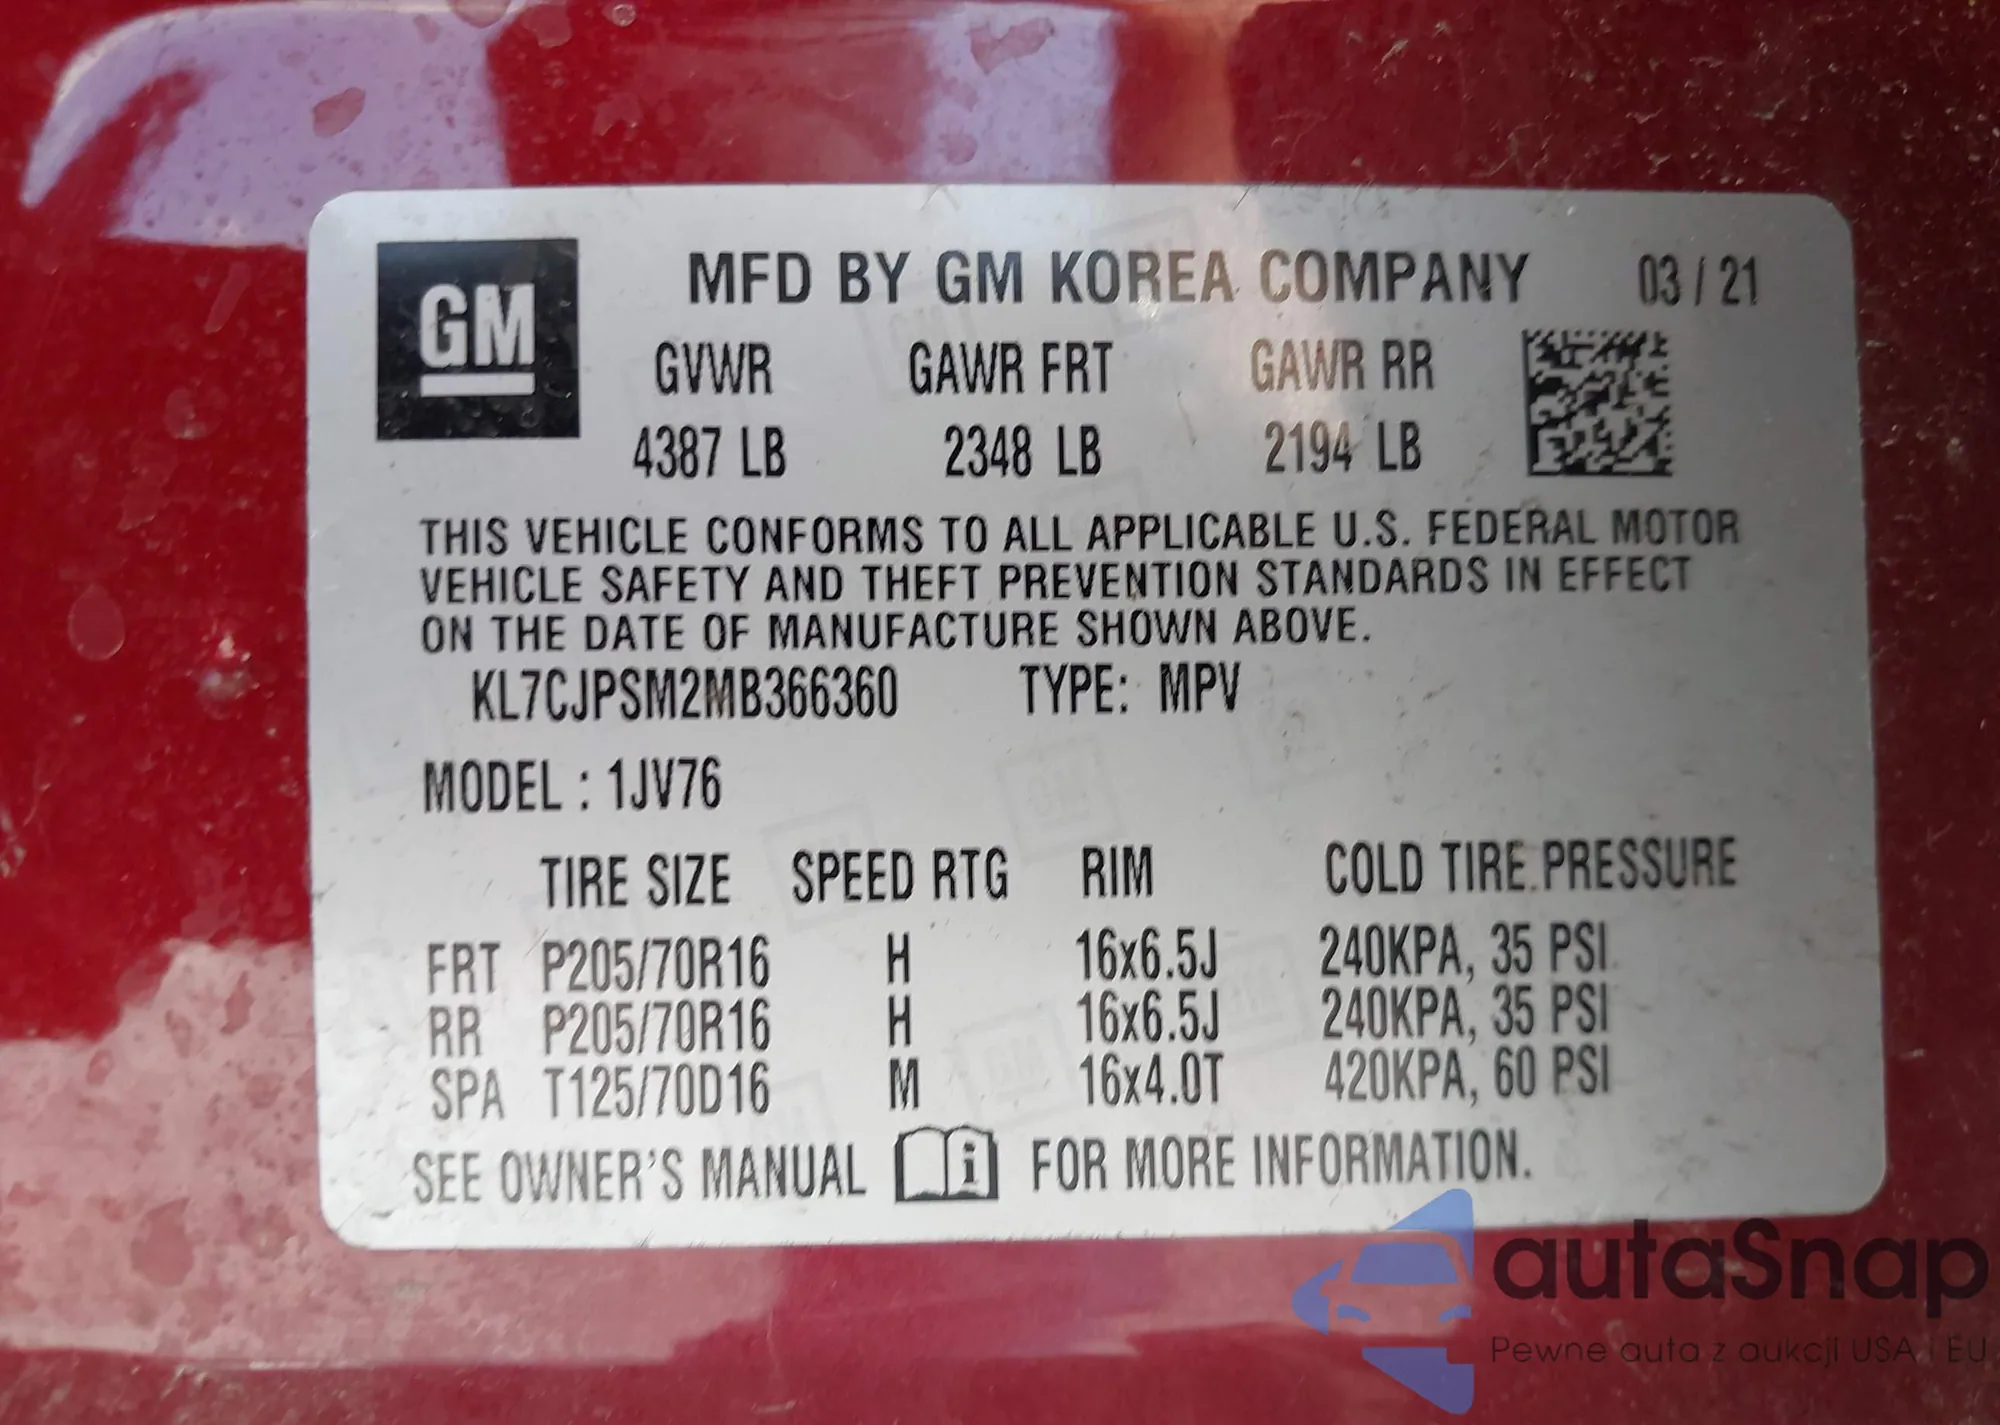 GM
MFD BY GM KOREA COMPANY 03 / 21
GVWR GAWR FRT GAWR RR
4387 LB 2348 LB 2194 LB
THIS VEHICLE CONFORMS TO ALL APPLICABLE U.S. FEDERAL MOTOR
VEHICLE SAFETY AND THEFT PREVENTION STANDARDS IN EFFECT
ON THE DATE OF MANUFACTURE SHOWN ABOVE.
KL7CJPSM2MB366360 TYPE: MPV
MODEL : 1JV76
TIRE SIZE SPEED RTG RIM COLD TIRE PRESSURE
FRT P205/70R16 H 16x6.5J 240KPA, 35 PSI
RR P205/70R16 H 16x6.5J 240KPA, 35 PSI
SPA T125/70D16 M 16x4.0T 420KPA, 60 PSI
SEE OWNER'S MANUAL i FOR MORE INFORMATION.
autaSnap
Pewne auta z aukcji USA i EU